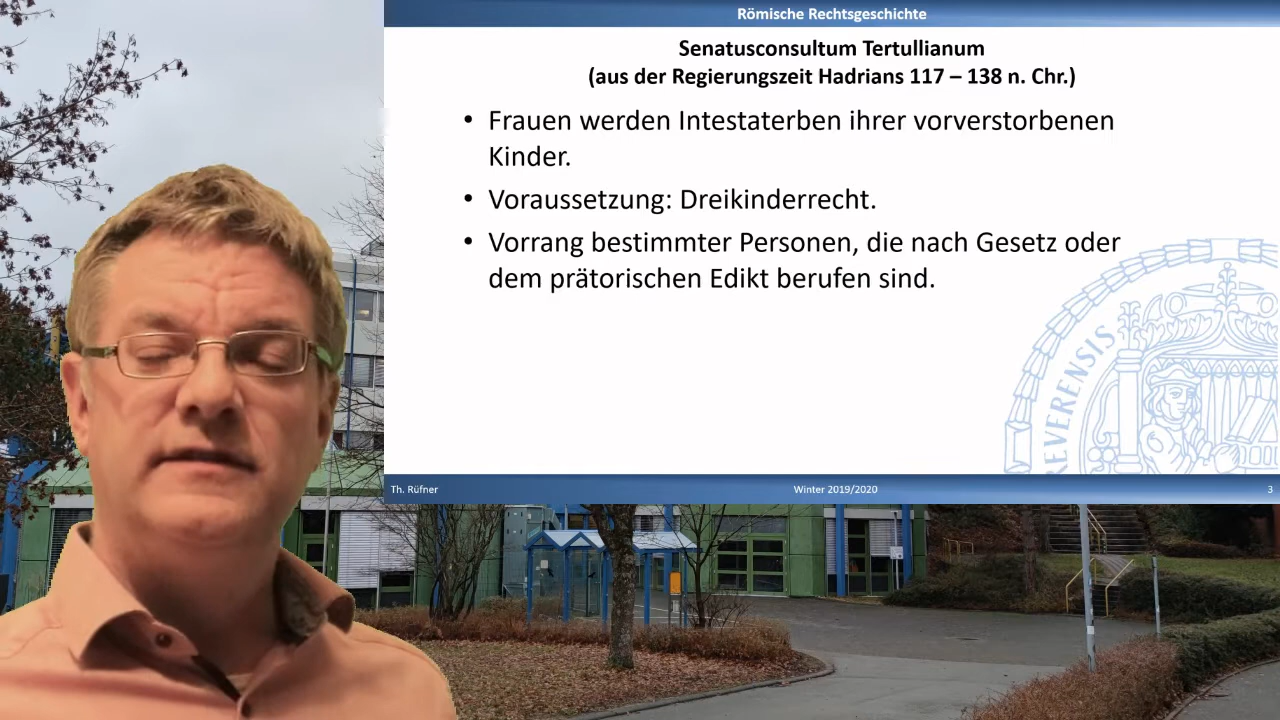 Römische Rechtsgeschichte
Senatusconsultum Tertullianum
(aus der Regierungszeit Hadrians 117 – 138 n. Chr.)
• Frauen werden Intestaterben ihrer vorverstorbenen
Kinder.
• Voraussetzung: Dreikinderrecht.
• Vorrang bestimmter Personen, die nach Gesetz oder
dem prätorischen Edikt berufen sind.
EVERENSIS
Th. Rüfner
Winter 2019/2020
3